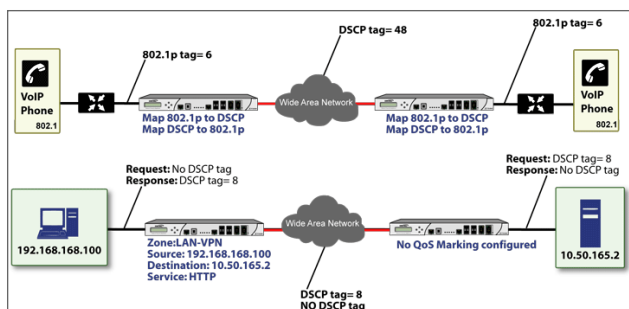 DSCP tag= 48
802.1p tag= 6
802.1p tag= 6
VoIP
Phone
802.1
Wide Area Network
VoIP
Phone
802.1
Map 802.1p to DSCP
Map DSCP to 802.1p
Map 802.1p to DSCP
Map DSCP to 802.1p
Request: No DSCP tag
Response: DSCP tag= 8
Request: DSCP tag= 8
Response: No DSCP tag
Wide Area Network
192.168.168.100
Zone:LAN-VPN
Source: 192.168.168.100
Destination: 10.50.165.2
Service: HTTP
No QoS Marking configured
10.50.165.2
DSCP tag= 8
NO DSCP tag